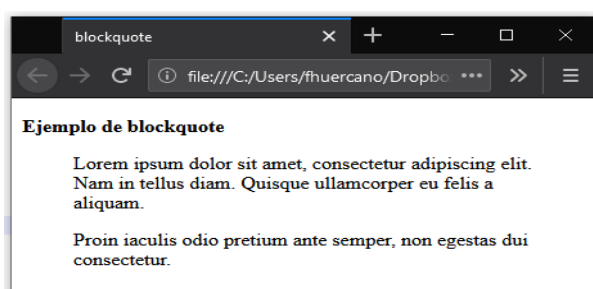 blockquote
file:///C:/Users/fhuercano/Dropbo
Ejemplo de blockquote
Lorem ipsum dolor sit amet, consectetur adipiscing elit.
Nam in tellus diam. Quisque ullamcorper eu felis a
aliquam.
Proin iaculis odio pretium ante semper, non egestas dui
consectetur.